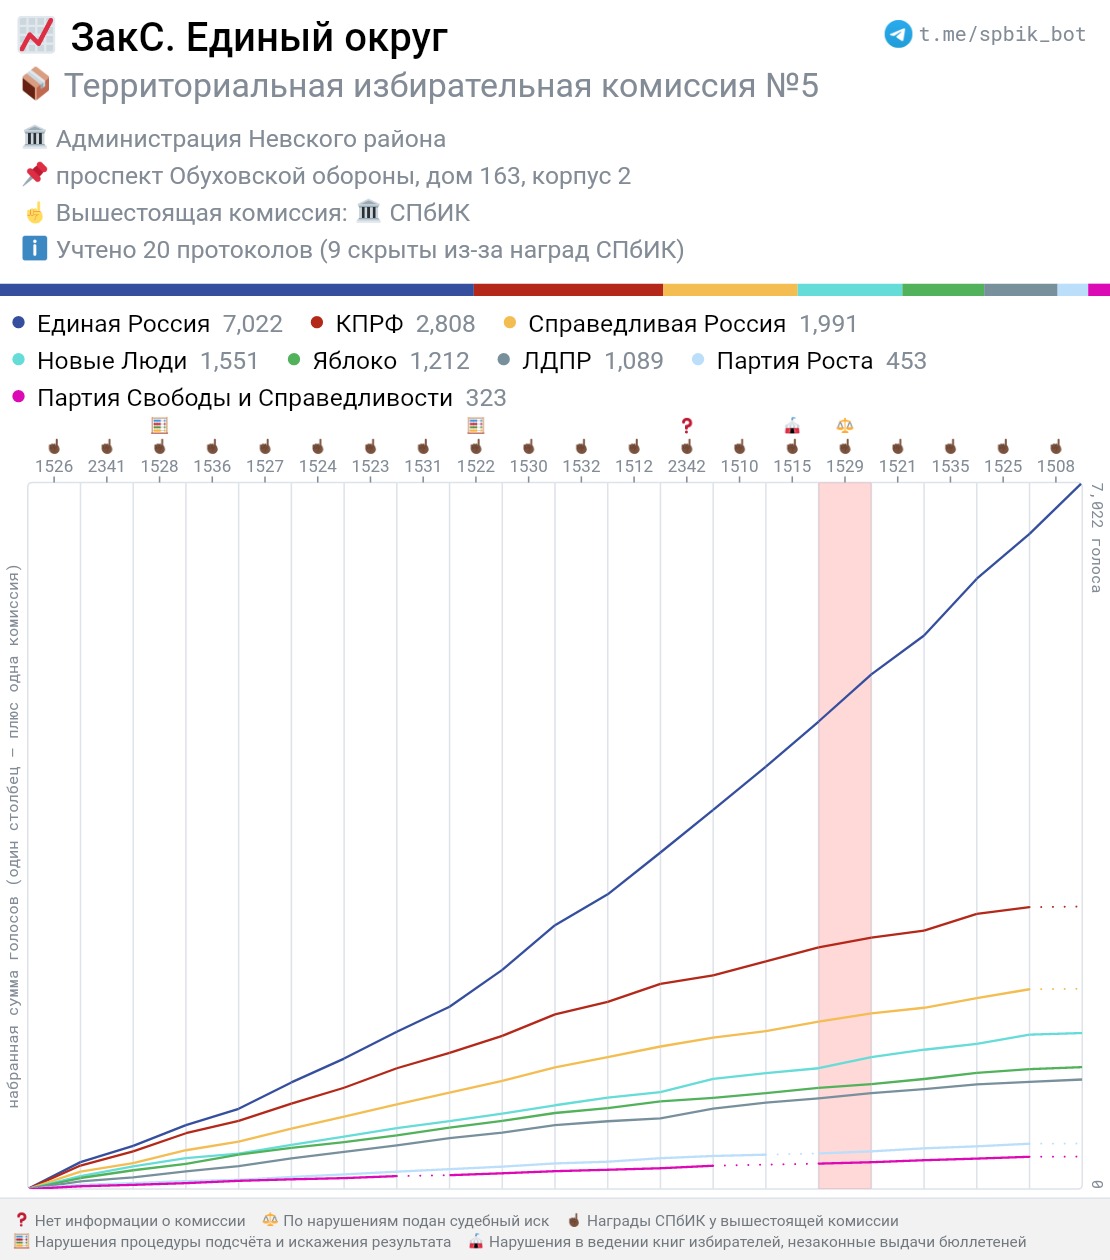 ЗакС. Единый округ
t.me/spbik_bot
Территориальная избирательная комиссия №5
Администрация Невского района
проспект Обуховской обороны, дом 163, корпус 2
Вышестоящая комиссия: СПбИК
Учтено 20 протоколов (9 скрыты из-за наград СПбИК)
Единая Россия 7,022 КПРФ 2,808 Справедливая Россия 1,991
Новые Люди 1,551 Яблоко 1,212 ЛДПР 1,089 Партия Роста 453
Партия Свободы и Справедливости 323
1526 2341 1528 1536 1527 1524 1523 1531 1522 1530 1532 1512 2342 1510 1515 1529 1521 1535 1525 1508
7,022 голоса
набранная сумма голосов (один столбец – плюс одна комиссия)
0
Нет информации о комиссии По нарушениям подан судебный иск Награды СПбИК у вышестоящей комиссии
Нарушения процедуры подсчёта и искажения результата Нарушения в ведении книг избирателей, незаконные выдачи бюллетеней